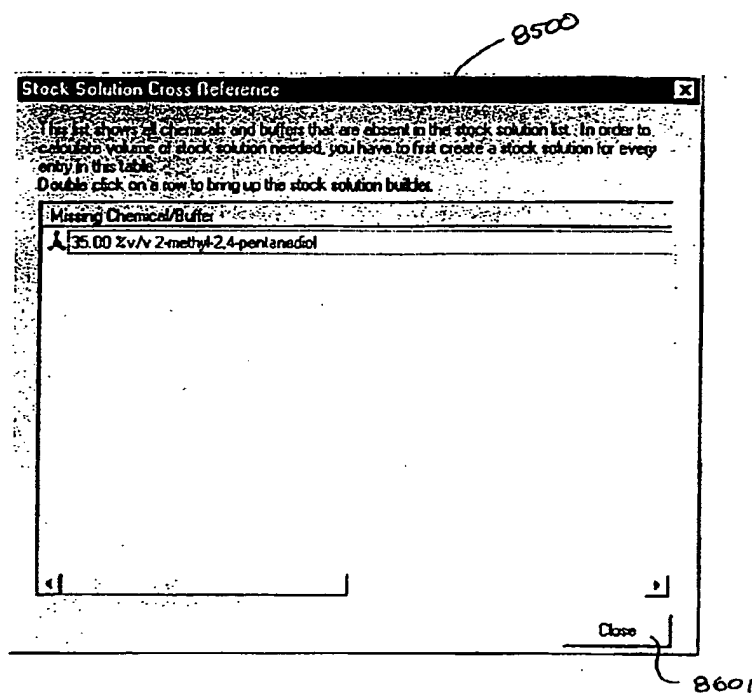 8500
Stock Solution Cross Reference
This list shows all chemicals and buffers that are absent in the stock solution list. In order to
calculate volume of stock solution needed, you have to first create a stock solution for every
entry in this table.
Double click on a row to bring up the stock solution builder.
Missing Chemical/Buffer
35.00 %v/v 2-methyl-2,4-pentanediol
Close
8601